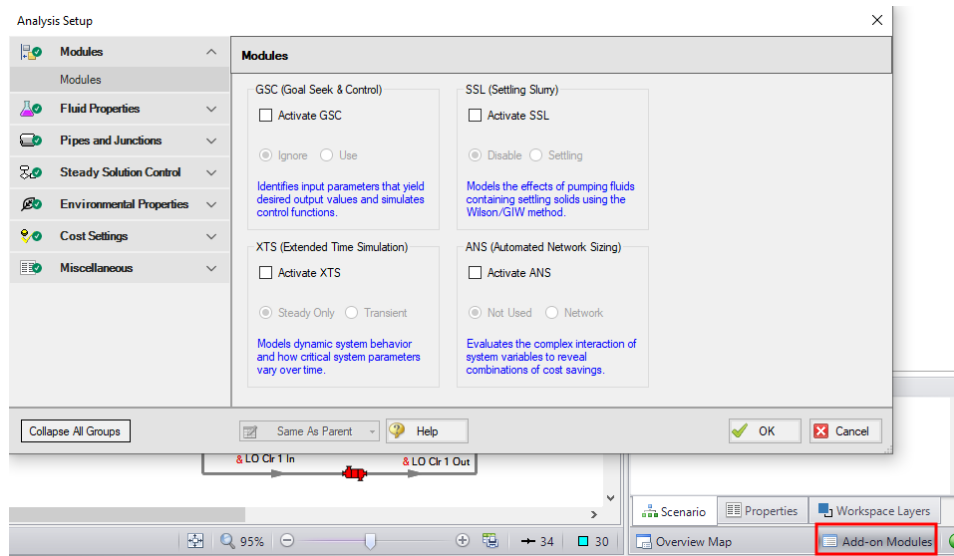 Analysis Setup
Modules
Modules
Fluid Properties
Pipes and Junctions
Steady Solution Control
Environmental Properties
Cost Settings
Miscellaneous
Modules
GSC (Goal Seek & Control)
Activate GSC
Ignore Use
Identifies input parameters that yield
desired output values and simulates
control functions.
SSL (Settling Slurry)
Activate SSL
Disable Settling
Models the effects of pumping fluids
containing settling solids using the
Wilson/GIW method.
XTS (Extended Time Simulation)
Activate XTS
Steady Only Transient
Models dynamic system behavior
and how critical system parameters
vary over time.
ANS (Automated Network Sizing)
Activate ANS
Not Used Network
Evaluates the complex interaction of
system variables to reveal
combinations of cost savings.
Collapse All Groups
Same As Parent
Help
OK
Cancel
& LO Clr 1 In
& LO Clr 1 Out
Scenario
Properties
Workspace Layers
95%
34
30
Overview Map
Add-on Modules